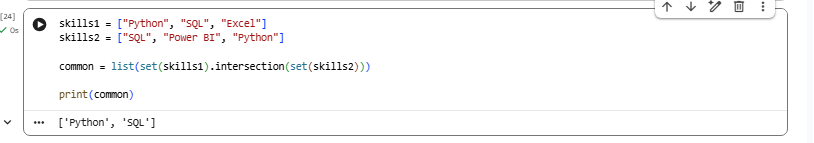 [24]
0s
skills1 = ["Python", "SQL", "Excel"]
skills2 = ["SQL", "Power BI", "Python"]
common = list(set(skills1).intersection(set(skills2)))
print(common)
['Python', 'SQL']